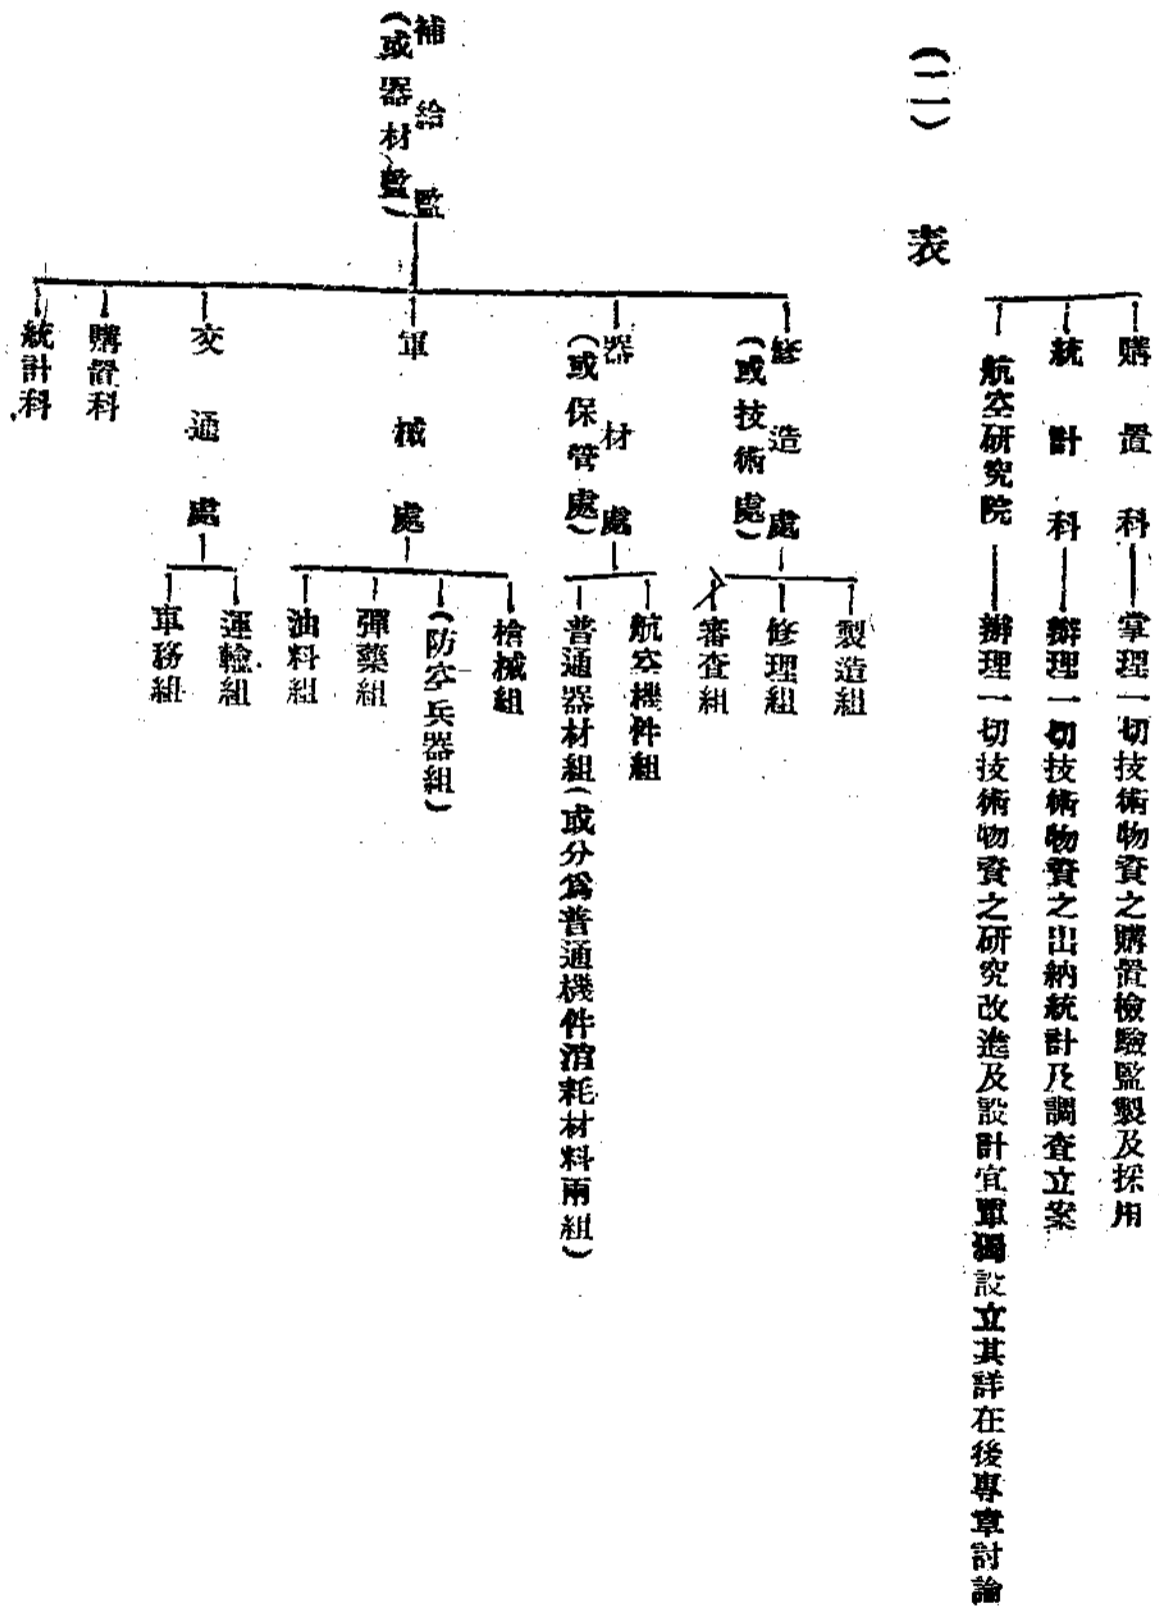 購置科——掌理一切技術物資之購置檢驗監製及採用
統計科——辦理一切技術物資之出納統計及調查立案
航空研究院——辦理一切技術物資之研究改進及設計宜單獨設立其詳在後專章討論
(二) 表
補給監
(或器材監)
修造處
(或技術處)
製造組
修理組
審查組
器材處
(或保管處)
航空機件組
普通器材組(或分為普通機件消耗材料兩組)
軍械處
槍械組
(防空兵器組)
彈藥組
油料組
交通處
運輸組
車務組
購置科
統計科